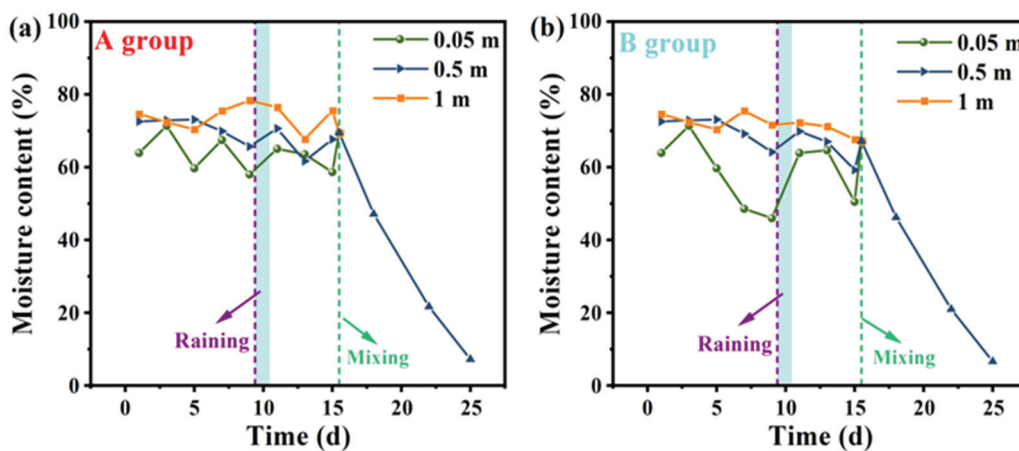 (a)
A group
0.05 m
0.5 m
1 m
Moisture content (%)
100
80
60
40
20
0
Raining
Mixing
0 5 10 15 20 25
Time (d)
(b)
B group
0.05 m
0.5 m
1 m
Moisture content (%)
100
80
60
40
20
0
Raining
Mixing
0 5 10 15 20 25
Time (d)